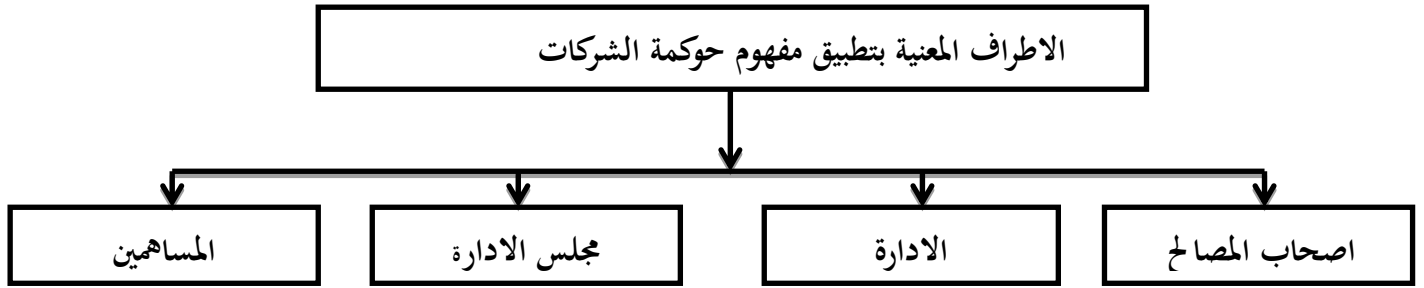 الاطراف المعنية بتطبيق مفهوم حوكمة الشركات
اصحاب المصالح
الادارة
مجلس الادارة
المساهمين